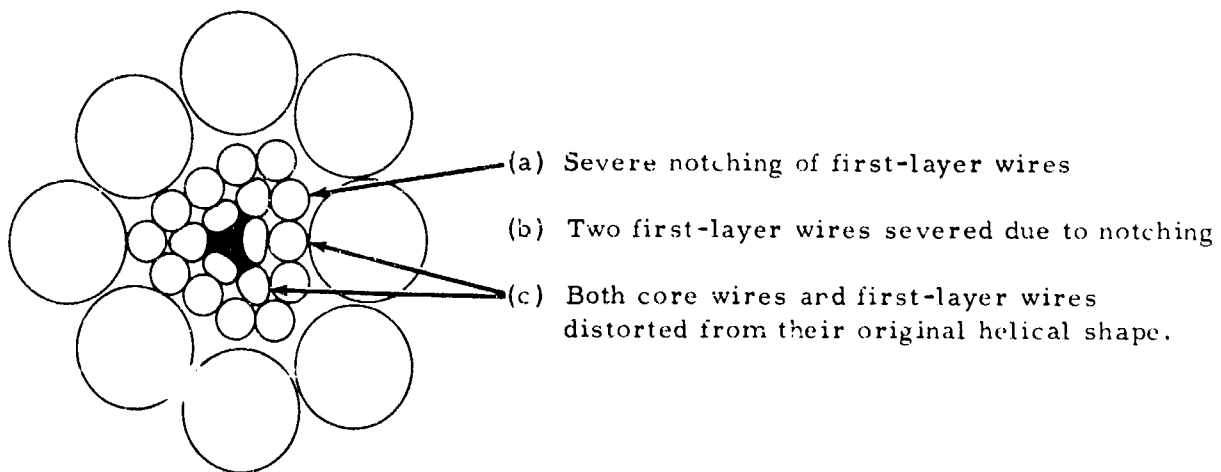 (a) Severe notching of first-layer wires
(b) Two first-layer wires severed due to notching
(c) Both core wires and first-layer wires
distorted from their original helical shape.